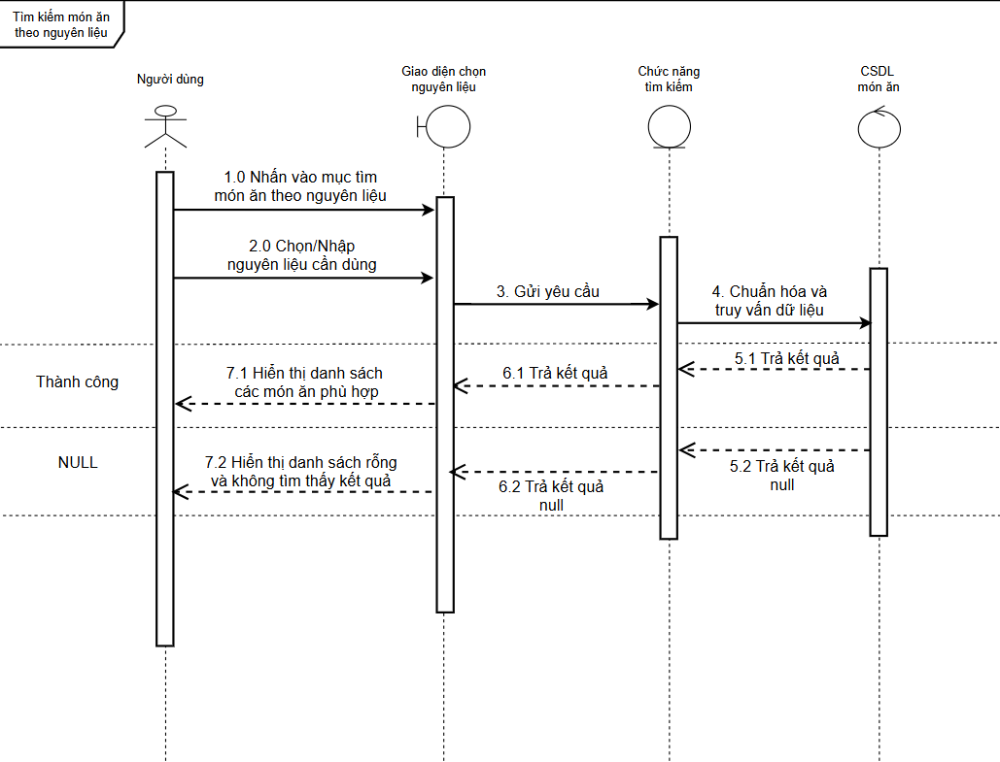 Tìm kiếm món ăn
theo nguyên liệu
Người dùng
Giao diện chọn
nguyên liệu
Chức năng
tìm kiếm
CSDL
món ăn
1.0 Nhấn vào mục tìm
món ăn theo nguyên liệu
2.0 Chọn/Nhập
nguyên liệu cần dùng
3. Gửi yêu cầu
4. Chuẩn hóa và
truy vấn dữ liệu
Thành công
5.1 Trả kết quả
6.1 Trả kết quả
7.1 Hiển thị danh sách
các món ăn phù hợp
NULL
5.2 Trả kết quả
null
6.2 Trả kết quả
null
7.2 Hiển thị danh sách rỗng
và không tìm thấy kết quả